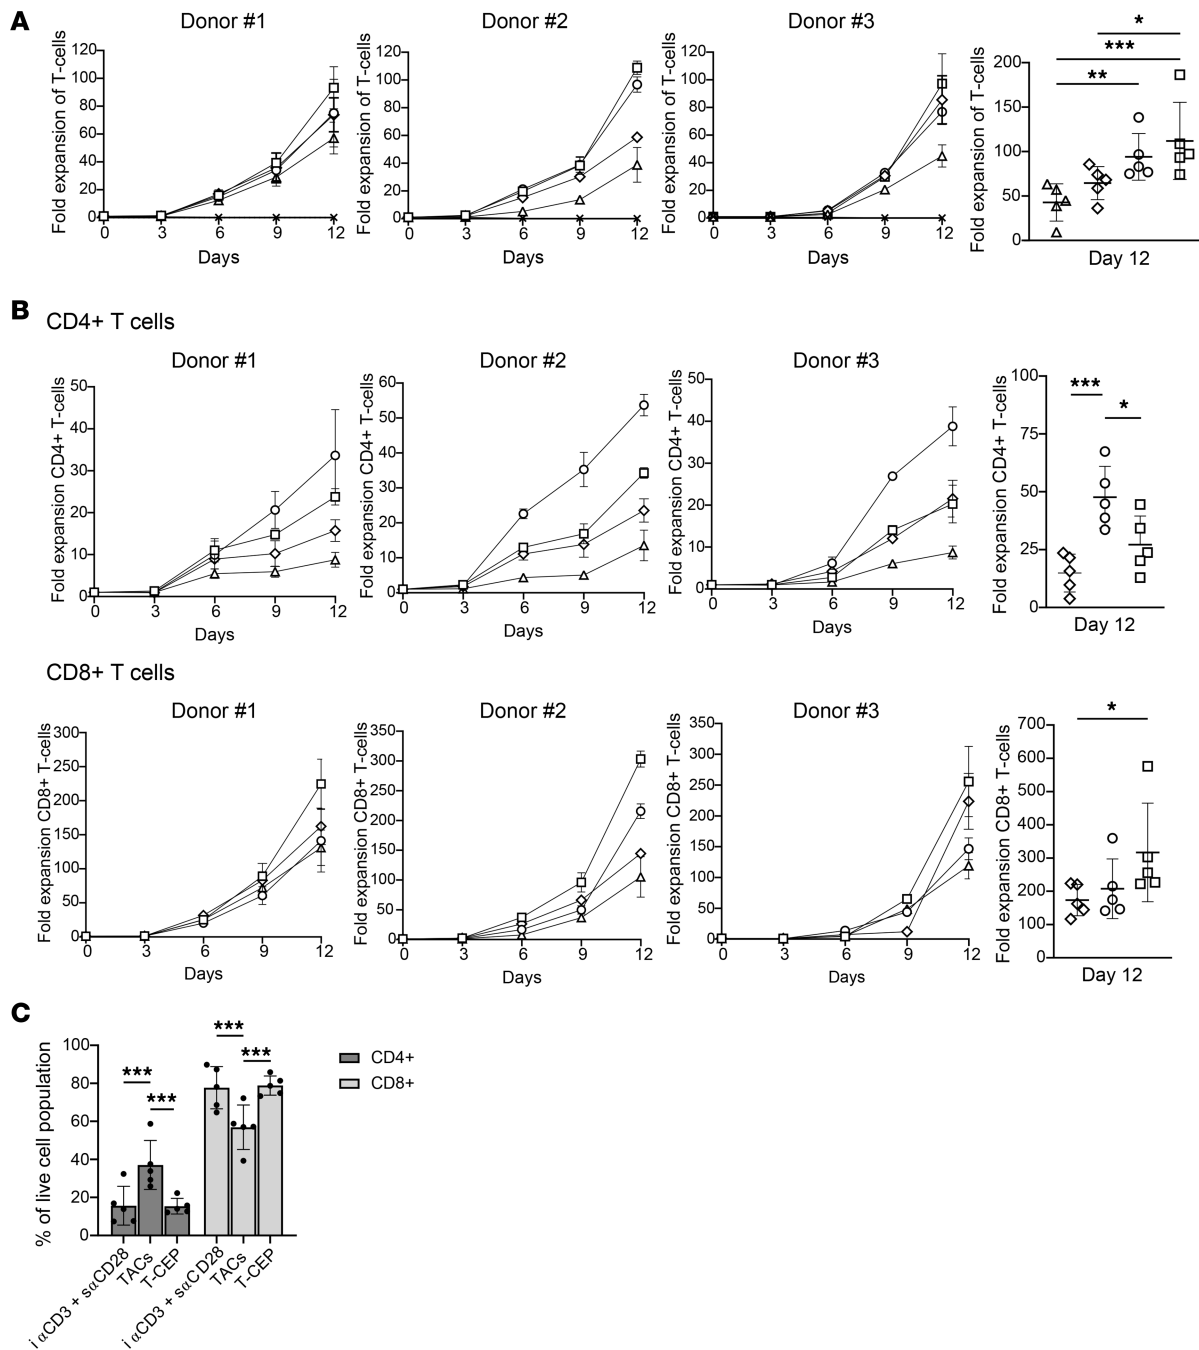 A
Donor #1
Donor #2
Donor #3
Fold expansion of T-cells
120
100
80
60
40
20
0
0 3 6 9 12
Days
Fold expansion of T-cells
120
100
80
60
40
20
0
0 3 6 9 12
Days
Fold expansion of T-cells
120
100
80
60
40
20
0
0 3 6 9 12
Days
Fold expansion of T-cells
200
150
100
50
0
*
***
**
Day 12
B
CD4+ T cells
Donor #1
Donor #2
Donor #3
Fold expansion CD4+ T-cells
50
40
30
20
10
0
0 3 6 9 12
Days
Fold expansion CD4+ T-cells
60
50
40
30
20
10
0
0 3 6 9 12
Days
Fold expansion CD4+ T-cells
50
40
30
20
10
0
0 3 6 9 12
Days
Fold expansion CD4+ T-cells
100
75
50
25
0
***
*
Day 12
CD8+ T cells
Donor #1
Donor #2
Donor #3
Fold expansion CD8+ T-cells
300
250
200
150
100
50
0
0 3 6 9 12
Days
Fold expansion CD8+ T-cells
350
300
250
200
150
100
50
0
0 3 6 9 12
Days
Fold expansion CD8+ T-cells
350
300
250
200
150
100
50
0
0 3 6 9 12
Days
Fold expansion CD8+ T-cells
700
600
500
400
300
200
100
0
*
Day 12
C
% of live cell population
100
80
60
40
20
0
***
***
***
***
CD4+
CD8+
i αCD3 + sαCD28
TACs
T-CEP
i αCD3 + sαCD28
TACs
T-CEP